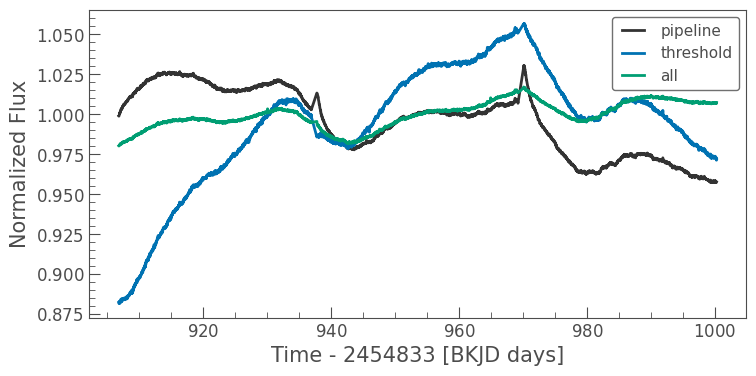 1.050
1.025
1.000
0.975
0.950
0.925
0.900
0.875
Normalized Flux
pipeline
threshold
all
920 940 960 980 1000
Time - 2454833 [BKJD days]